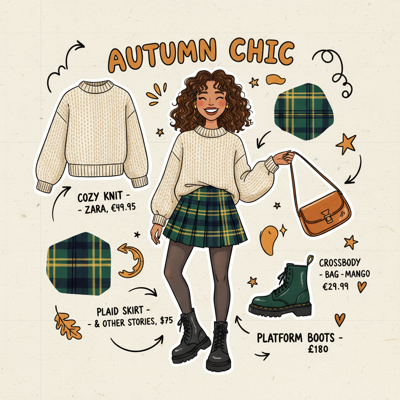 AUTUMN CHIC
COZY KNIT -
- ZARA, €49.95
CROSSBODY
- BAG - MANGO
€29.99
PLAID SKIRT -
- & OTHER STORIES, $75
PLATFORM BOOTS -
£180